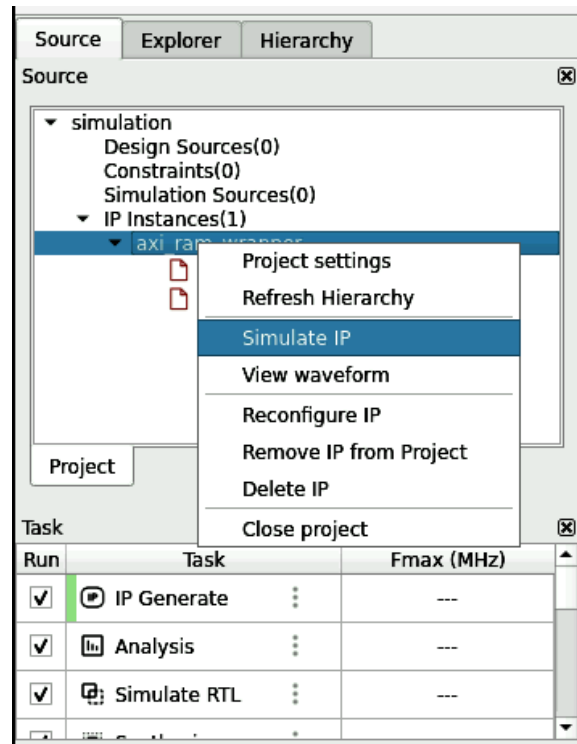 Source Explorer Hierarchy
Source
simulation
Design Sources(0)
Constraints(0)
Simulation Sources(0)
IP Instances(1)
axi_ram_wrapper
Project settings
Refresh Hierarchy
Simulate IP
View waveform
Reconfigure IP
Remove IP from Project
Delete IP
Close project
Project
Task
Run Task Fmax (MHz)
IP Generate ---
Analysis ---
Simulate RTL ---